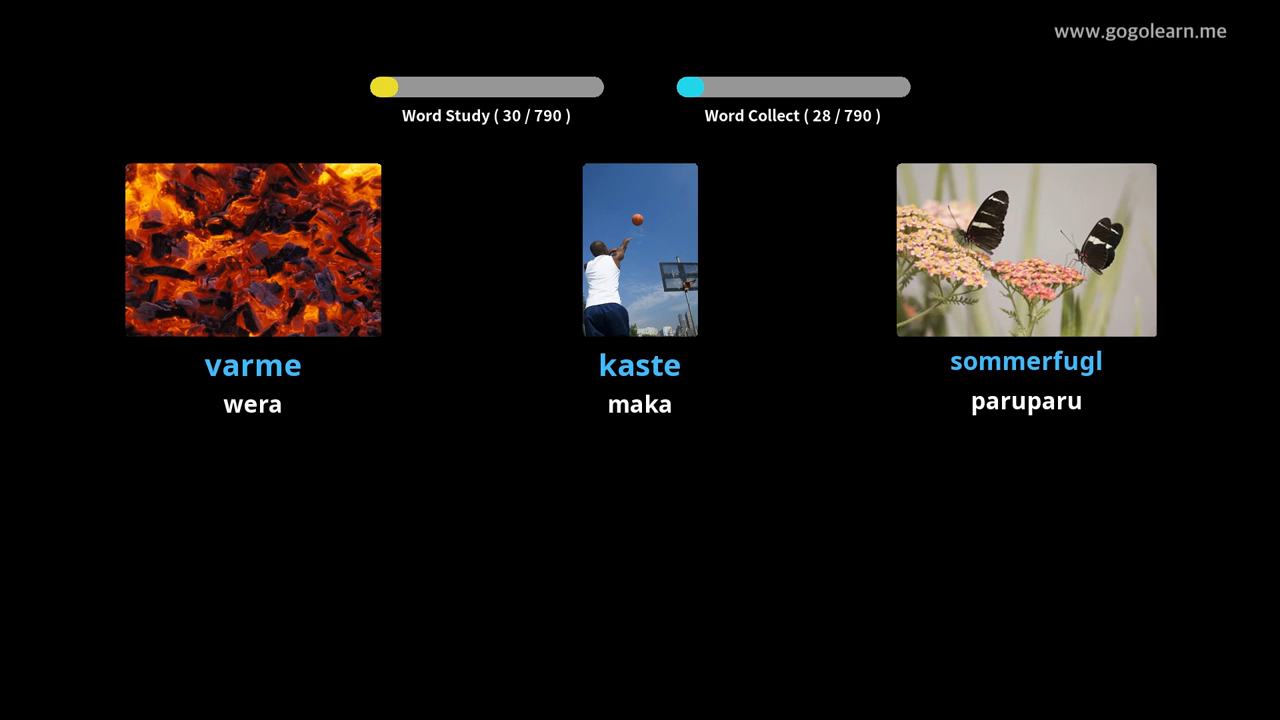 www.gogolearn.me
Word Study ( 30 / 790 )
Word Collect ( 28 / 790 )
varme
wera
kaste
maka
sommerfugl
paruparu